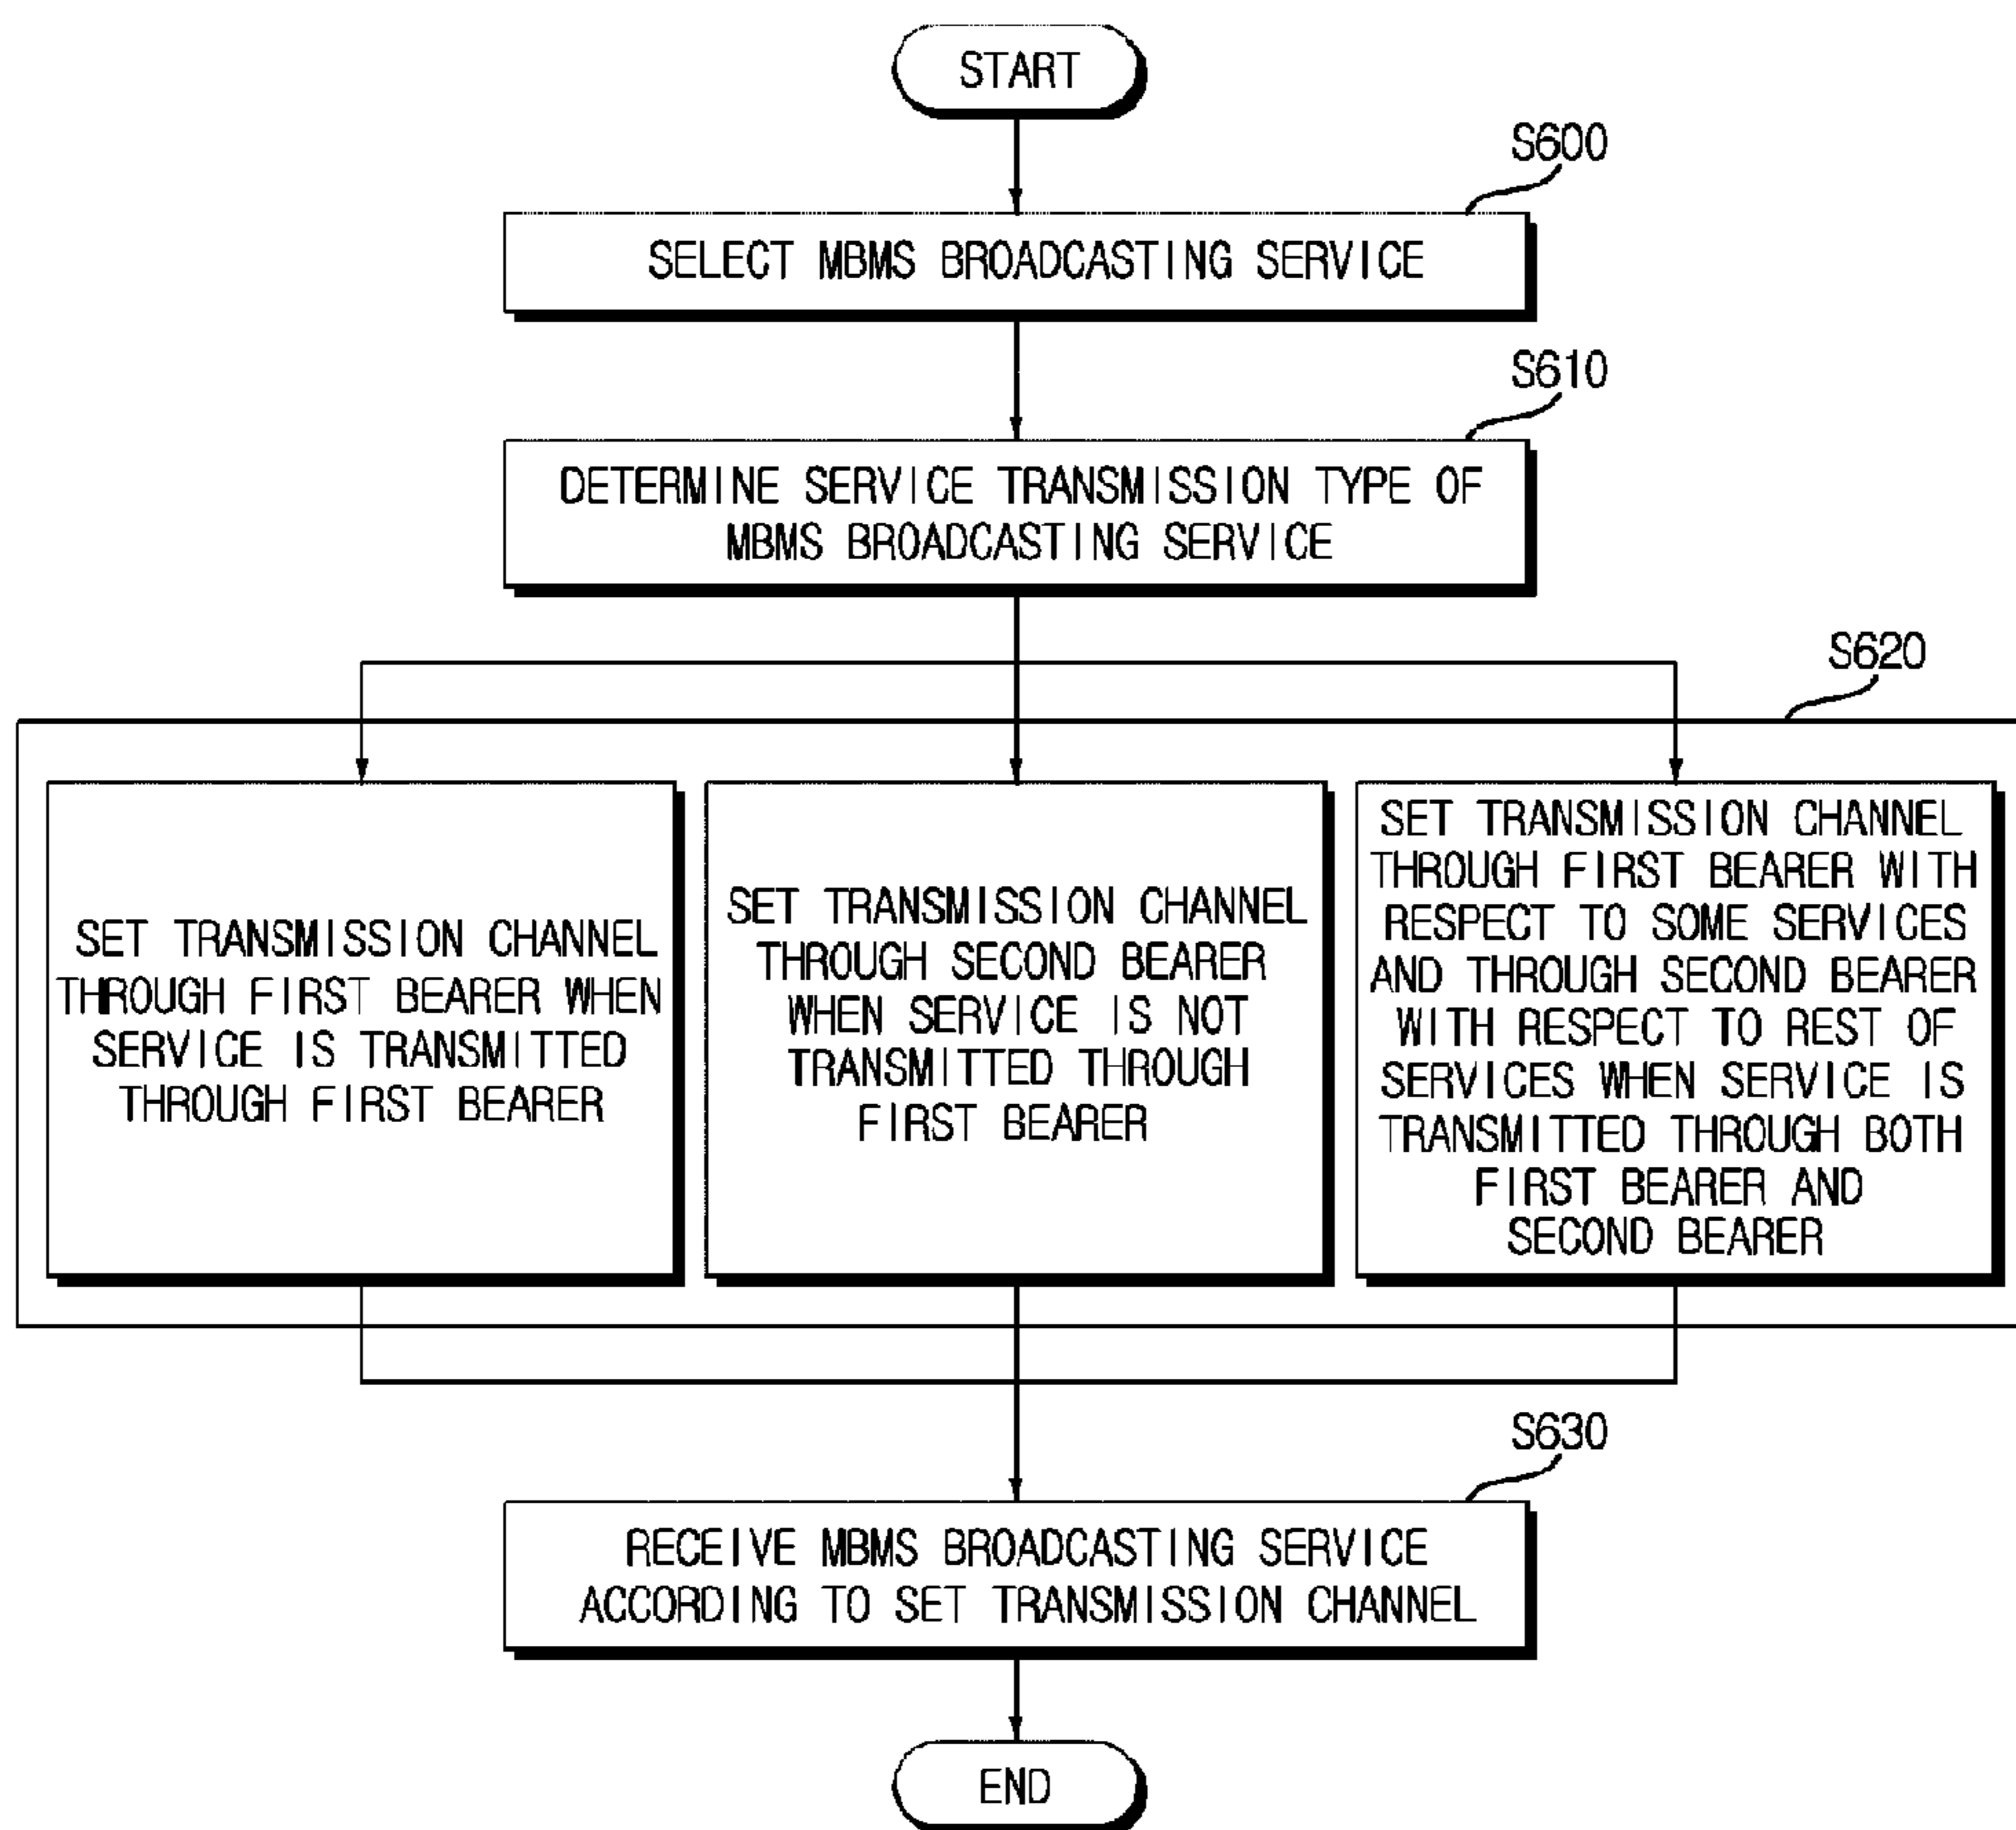 START
S600
SELECT MBMS BROADCASTING SERVICE
S610
DETERMINE SERVICE TRANSMISSION TYPE OF
MBMS BROADCASTING SERVICE
S620
SET TRANSMISSION CHANNEL
THROUGH FIRST BEARER WHEN
SERVICE IS TRANSMITTED
THROUGH FIRST BEARER
SET TRANSMISSION CHANNEL
THROUGH SECOND BEARER
WHEN SERVICE IS NOT
TRANSMITTED THROUGH
FIRST BEARER
SET TRANSMISSION CHANNEL
THROUGH FIRST BEARER WITH
RESPECT TO SOME SERVICES
AND THROUGH SECOND BEARER
WITH RESPECT TO REST OF
SERVICES WHEN SERVICE IS
TRANSMITTED THROUGH BOTH
FIRST BEARER AND
SECOND BEARER
S630
RECEIVE MBMS BROADCASTING SERVICE
ACCORDING TO SET TRANSMISSION CHANNEL
END